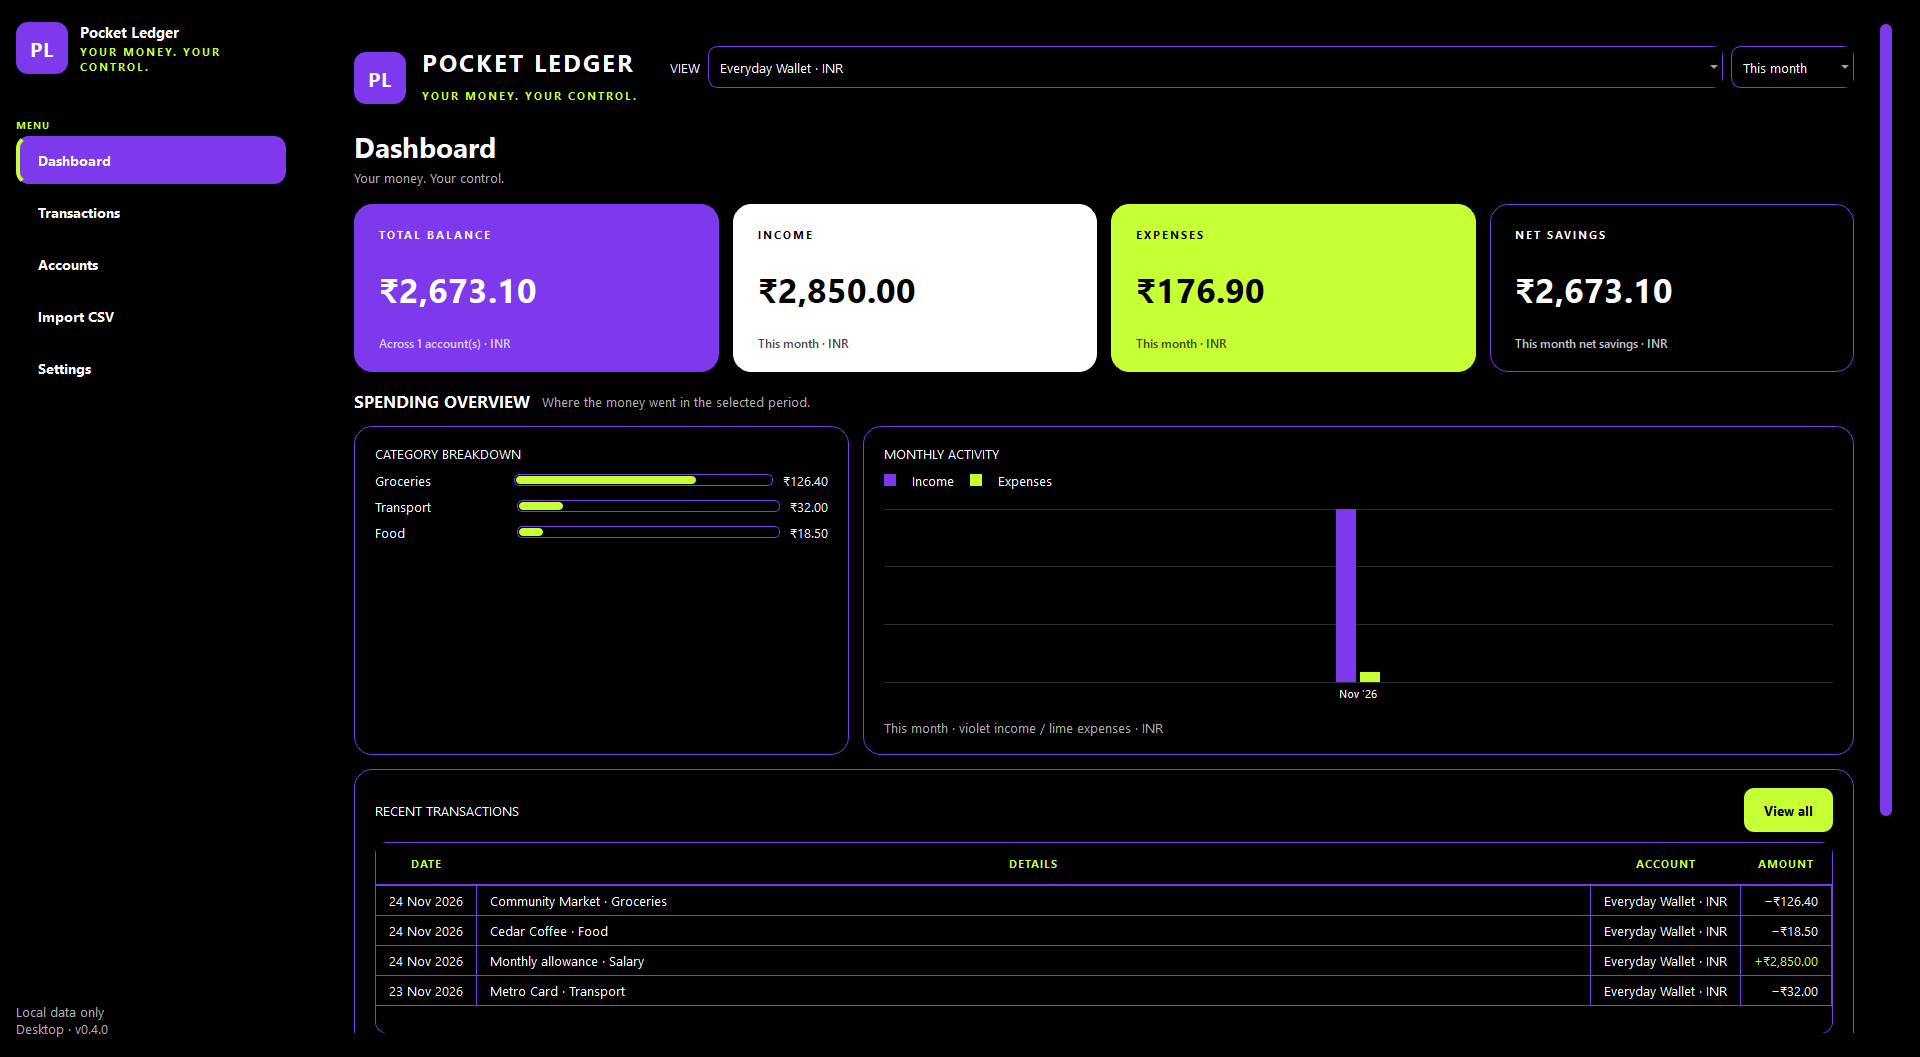 PL
Pocket Ledger
YOUR MONEY. YOUR
CONTROL.
MENU
Dashboard
Transactions
Accounts
Import CSV
Settings
Local data only
Desktop · v0.4.0
PL
POCKET LEDGER
YOUR MONEY. YOUR CONTROL.
VIEW
Everyday Wallet · INR
This month
Dashboard
Your money. Your control.
TOTAL BALANCE
₹2,673.10
Across 1 account(s) · INR
INCOME
₹2,850.00
This month · INR
EXPENSES
₹176.90
This month · INR
NET SAVINGS
₹2,673.10
This month net savings · INR
SPENDING OVERVIEW Where the money went in the selected period.
CATEGORY BREAKDOWN
Groceries ₹126.40
Transport ₹32.00
Food ₹18.50
MONTHLY ACTIVITY
Income Expenses
Nov '26
This month · violet income / lime expenses · INR
RECENT TRANSACTIONS
View all
DATE DETAILS ACCOUNT AMOUNT
24 Nov 2026 Community Market · Groceries Everyday Wallet · INR −₹126.40
24 Nov 2026 Cedar Coffee · Food Everyday Wallet · INR −₹18.50
24 Nov 2026 Monthly allowance · Salary Everyday Wallet · INR +₹2,850.00
23 Nov 2026 Metro Card · Transport Everyday Wallet · INR −₹32.00